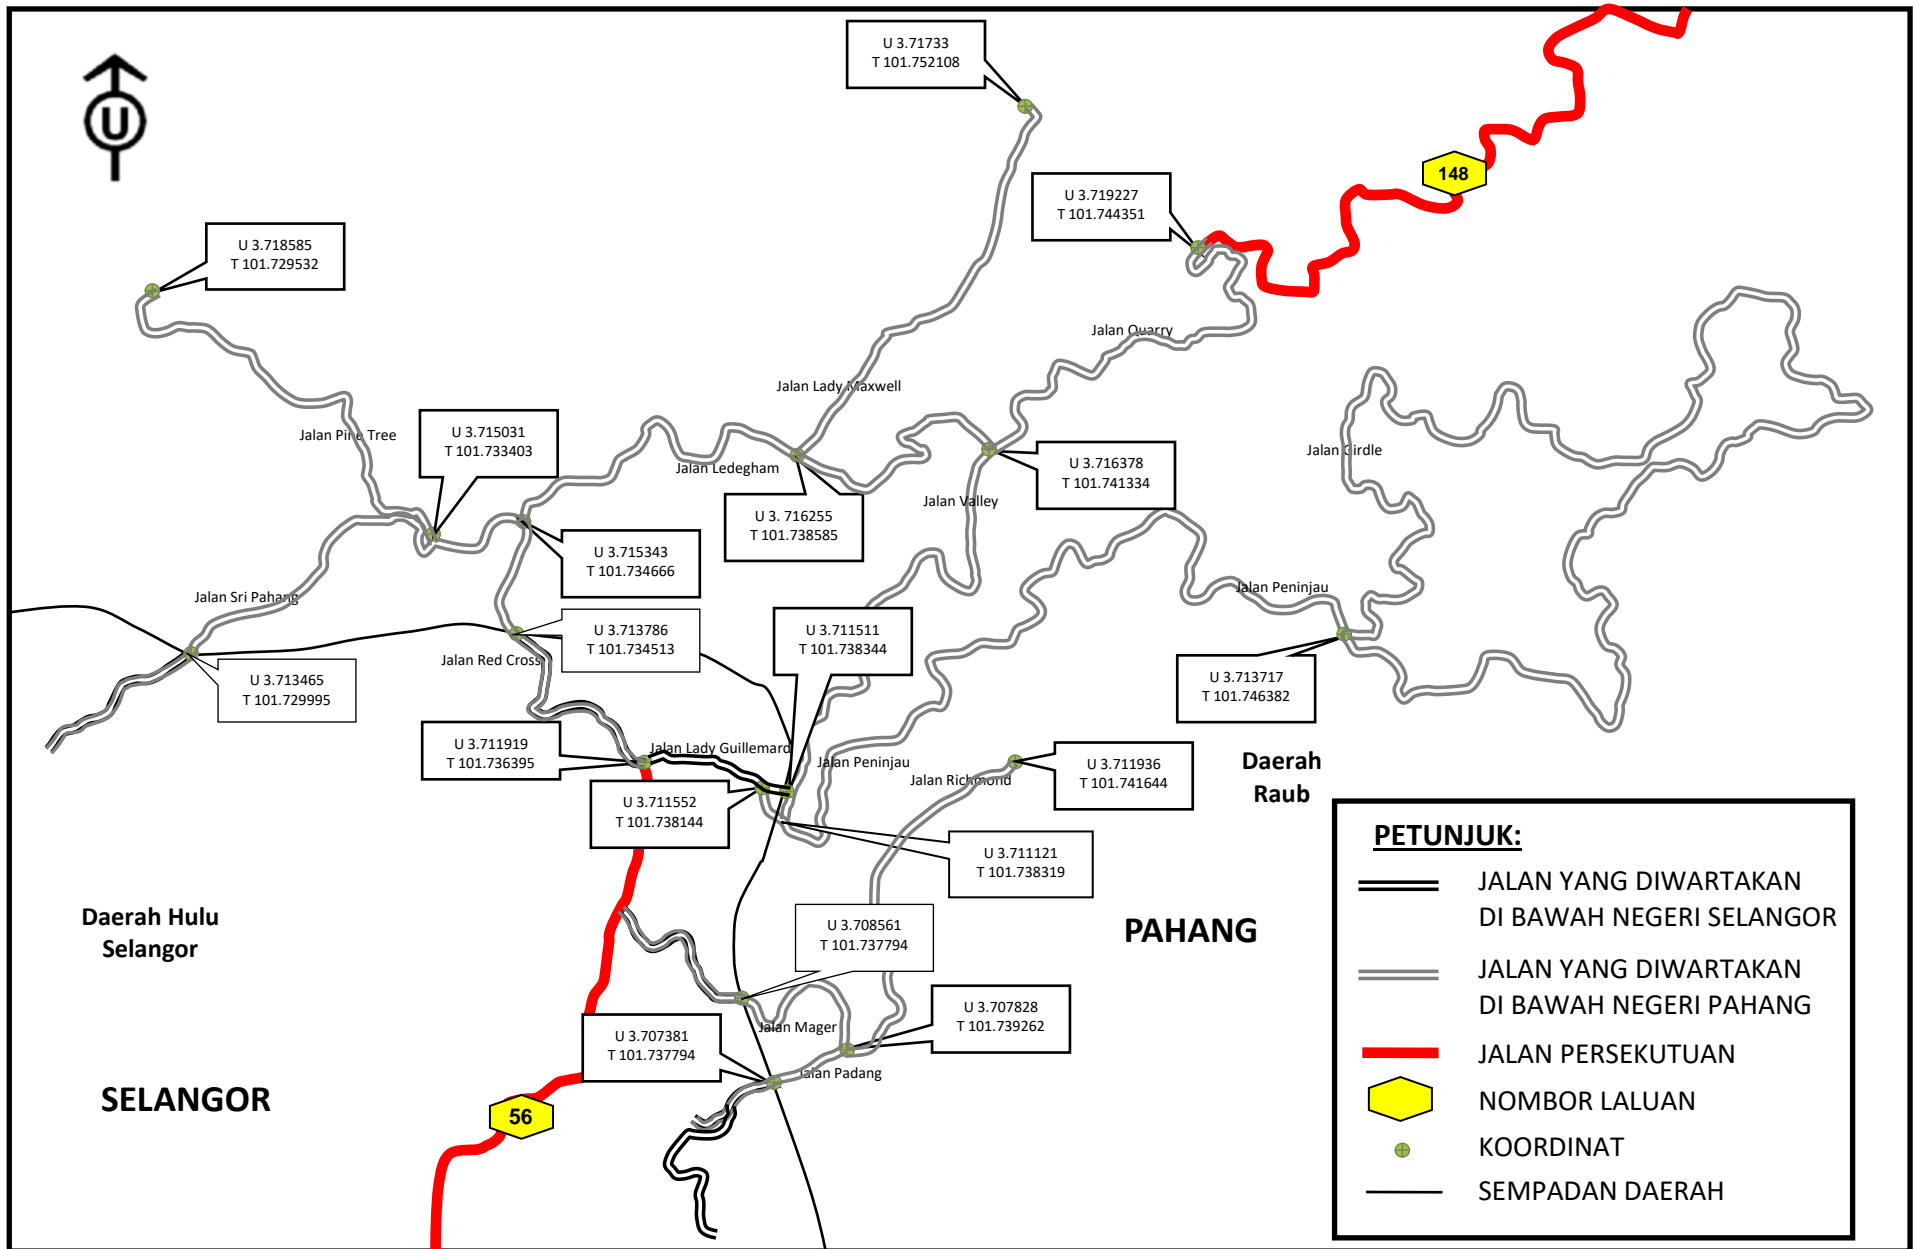 U 3.71733
T 101.752108
U
148
U 3.719227
T 101.744351
U 3.718585
T 101.729532
Jalan Quarry
Jalan Lady Maxwell
Jalan Pine Tree
U 3.715031
T 101.733403
Jalan Ledegham
Jalan Girdle
U 3.716378
T 101.741334
Jalan Valley
U 3. 716255
T 101.738585
U 3.715343
T 101.734666
Jalan Sri Pahang
Jalan Peninjau
U 3.713786
T 101.734513
U 3.711511
T 101.738344
Jalan Red Cross
U 3.713465
T 101.729995
U 3.713717
T 101.746382
U 3.711919
T 101.736395
Jalan Lady Guillemard
Jalan Peninjau
Jalan Richmond
U 3.711936
T 101.741644
Daerah
Raub
U 3.711552
T 101.738144
U 3.711121
T 101.738319
Daerah Hulu
Selangor
U 3.708561
T 101.737794
PAHANG
U 3.707828
T 101.739262
Jalan Mager
U 3.707381
T 101.737794
Jalan Padang
SELANGOR
56
PETUNJUK:
JALAN YANG DIWARTAKAN
DI BAWAH NEGERI SELANGOR
JALAN YANG DIWARTAKAN
DI BAWAH NEGERI PAHANG
JALAN PERSEKUTUAN
NOMBOR LALUAN
KOORDINAT
SEMPADAN DAERAH